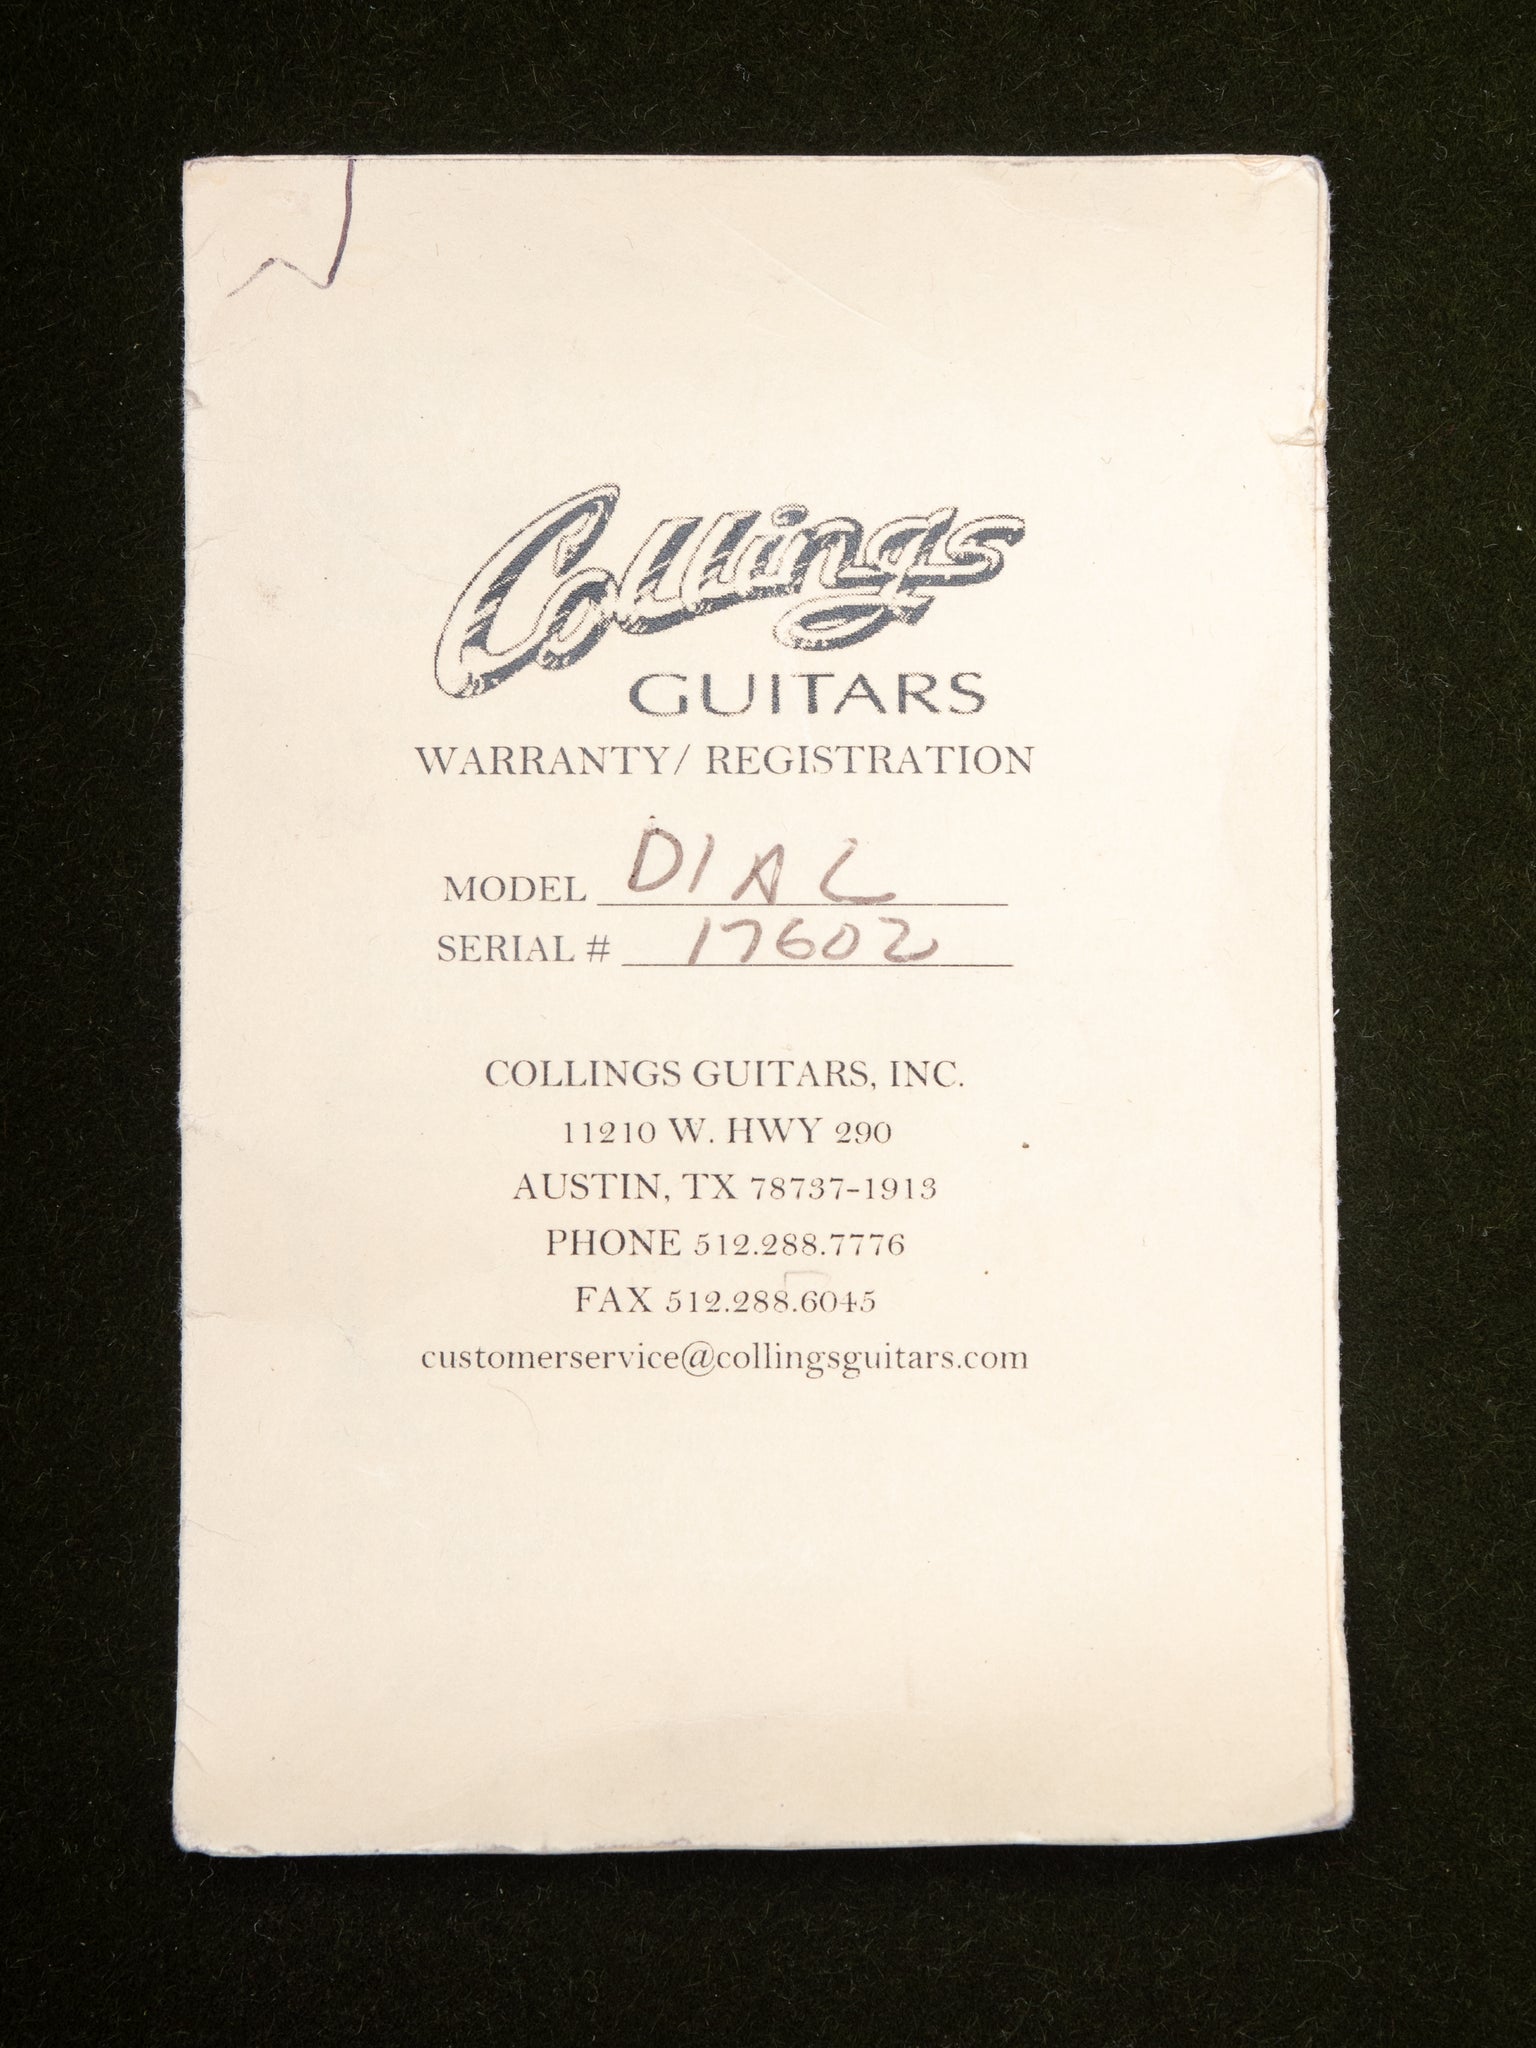 Collings
GUITARS
WARRANTY/ REGISTRATION
MODEL D1AL
SERIAL # 17602
COLLINGS GUITARS, INC.
11210 W. HWY 290
AUSTIN, TX 78737-1913
PHONE 512.288.7776
FAX 512.288.6045
customerservice@collingsguitars.com